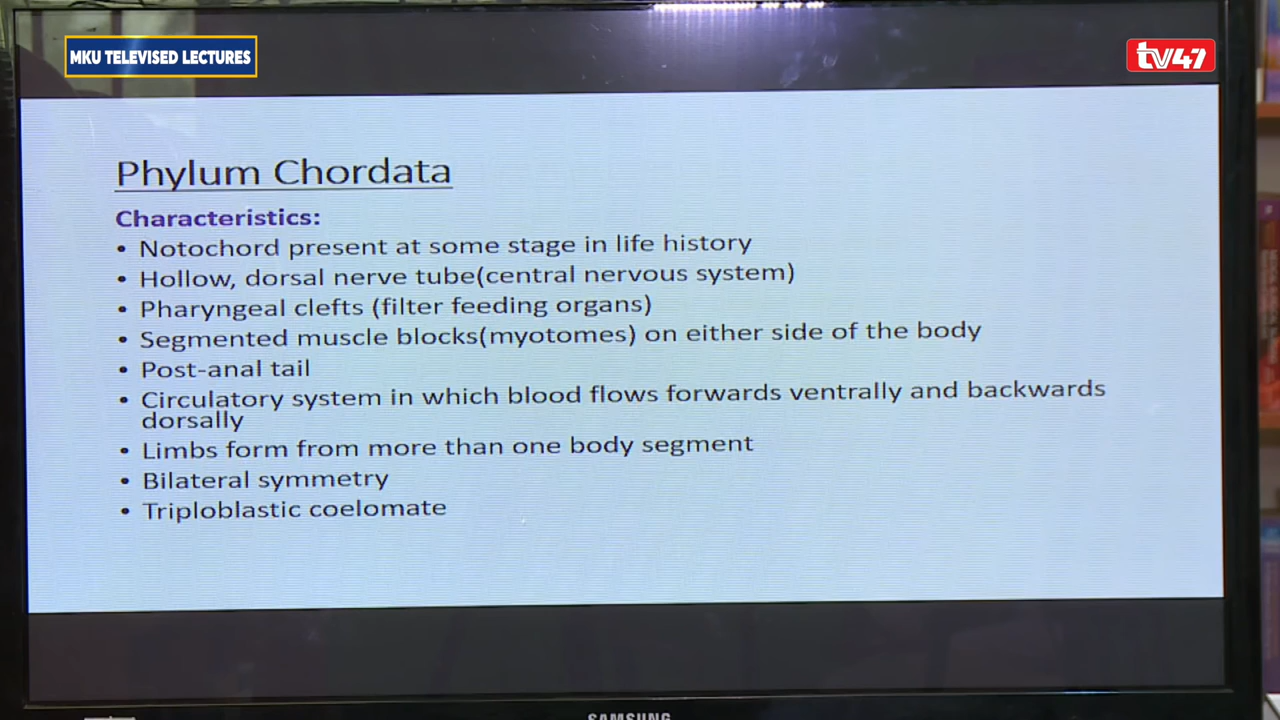 MKU TELEVISED LECTURES
tv47
Phylum Chordata
Characteristics:
• Notochord present at some stage in life history
• Hollow, dorsal nerve tube(central nervous system)
• Pharyngeal clefts (filter feeding organs)
• Segmented muscle blocks(myotomes) on either side of the body
• Post-anal tail
• Circulatory system in which blood flows forwards ventrally and backwards
dorsally
• Limbs form from more than one body segment
• Bilateral symmetry
• Triploblastic coelomate
SAMSUNG